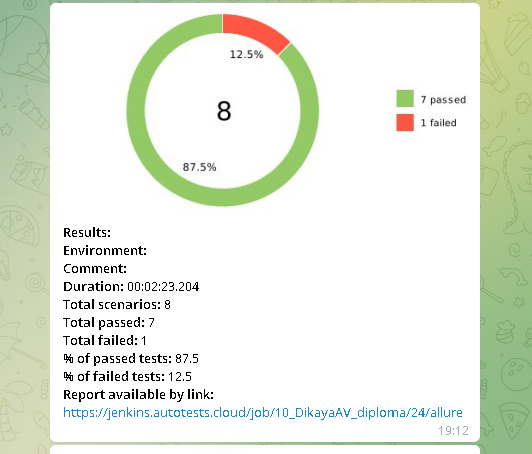 12.5%
8
7 passed
1 failed
87.5%
Results:
Environment:
Comment:
Duration: 00:02:23.204
Total scenarios: 8
Total passed: 7
Total failed: 1
% of passed tests: 87.5
% of failed tests: 12.5
Report available by link:
https://jenkins.autotests.cloud/job/10_DikayaAV_diploma/24/allure
19:12